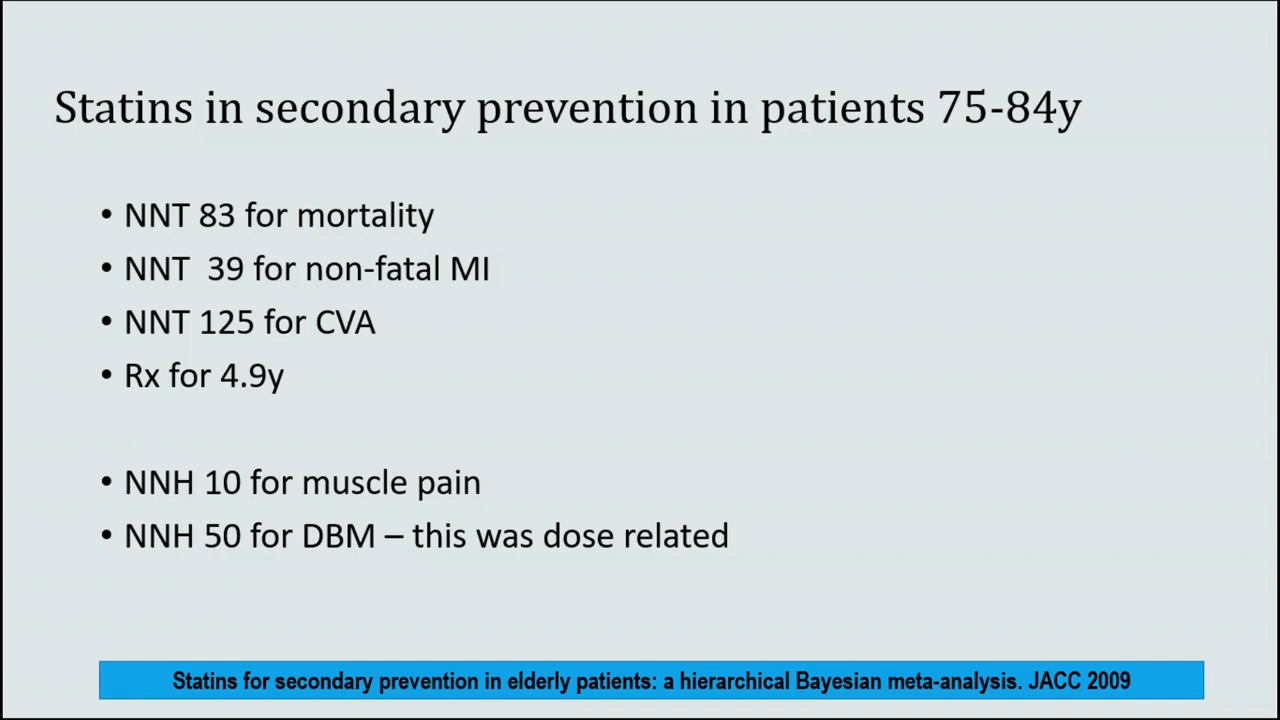 Statins in secondary prevention in patients 75-84y
• NNT 83 for mortality
• NNT 39 for non-fatal MI
• NNT 125 for CVA
• Rx for 4.9y
• NNH 10 for muscle pain
• NNH 50 for DBM – this was dose related
Statins for secondary prevention in elderly patients: a hierarchical Bayesian meta-analysis. JACC 2009